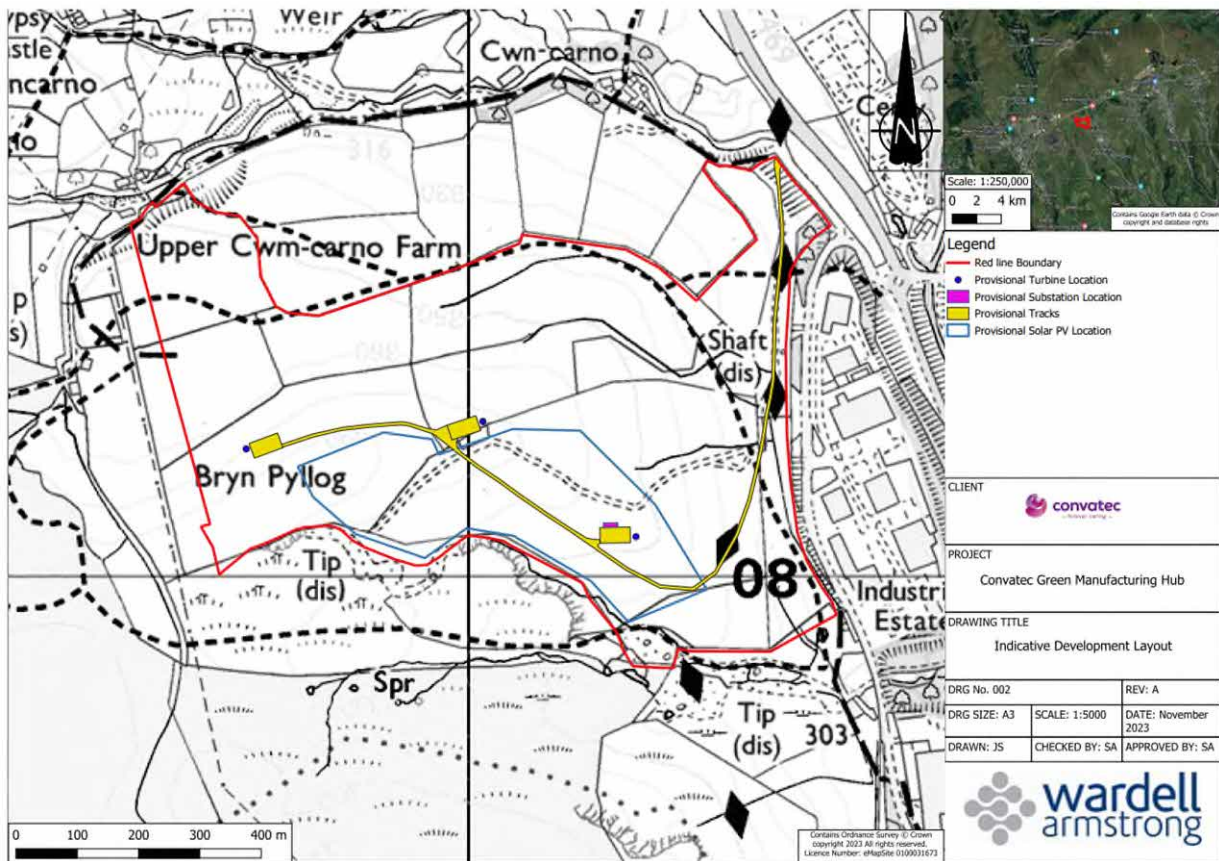 Weir
Cwn-carno
A469
ncarno
316
Upper Cwm-carno Farm
Shaft
(dis)
Bryn Pyllog
Tip
(dis)
08
Industri
Estate
Spr
Tip
(dis)
303
0 100 200 300 400 m
Contains Ordnance Survey © Crown
copyright 2023 All rights reserved.
Licence Number: eMapSite 0100031673
N
Scale: 1:250,000
0 2 4 km
Contains Google Earth data © Crown
copyright and database rights
Legend
Red line Boundary
Provisional Turbine Location
Provisional Substation Location
Provisional Tracks
Provisional Solar PV Location
CLIENT
convatec
PROJECT
Convatec Green Manufacturing Hub
DRAWING TITLE
Indicative Development Layout
DRG No. 002 REV: A
DRG SIZE: A3 SCALE: 1:5000 DATE: November
2023
DRAWN: JS CHECKED BY: SA APPROVED BY: SA
wardell
armstrong